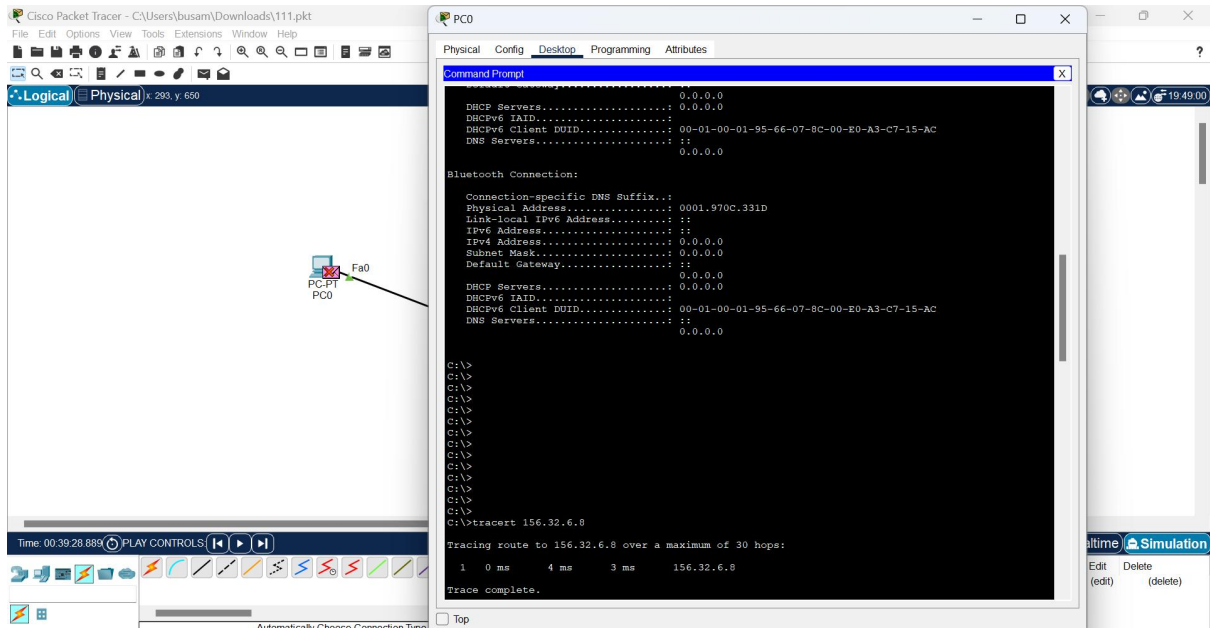 Cisco Packet Tracer - C:\Users\busam\Downloads\111.pkt
File Edit Options View Tools Extensions Window Help
Logical Physical x: 293, y: 650
19:49:00
Fa0
PC-PT
PC0
Time: 00:39:28.889 PLAY CONTROLS:
Automatically Choose Connection Type
PC0
Physical Config Desktop Programming Attributes
?
Command Prompt X
Default Gateway
0.0.0.0
DHCP Servers.....................: 0.0.0.0
DHCPv6 IAID......................:
DHCPv6 Client DUID...............: 00-01-00-01-95-66-07-8C-00-E0-A3-C7-15-AC
DNS Servers......................: ::
0.0.0.0
Bluetooth Connection:
Connection-specific DNS Suffix..:
Physical Address................: 0001.970C.331D
Link-local IPv6 Address.........: ::
IPv6 Address....................: ::
IPv4 Address....................: 0.0.0.0
Subnet Mask.....................: 0.0.0.0
Default Gateway.................: ::
0.0.0.0
DHCP Servers....................: 0.0.0.0
DHCPv6 IAID.....................:
DHCPv6 Client DUID..............: 00-01-00-01-95-66-07-8C-00-E0-A3-C7-15-AC
DNS Servers.....................: ::
0.0.0.0
C:\>
C:\>
C:\>
C:\>
C:\>
C:\>
C:\>
C:\>
C:\>
C:\>
C:\>
C:\>
C:\>
C:\>
C:\>tracert 156.32.6.8
Tracing route to 156.32.6.8 over a maximum of 30 hops:
1 0 ms 4 ms 3 ms 156.32.6.8
Trace complete.
Top
altime Simulation
Edit Delete
(edit) (delete)